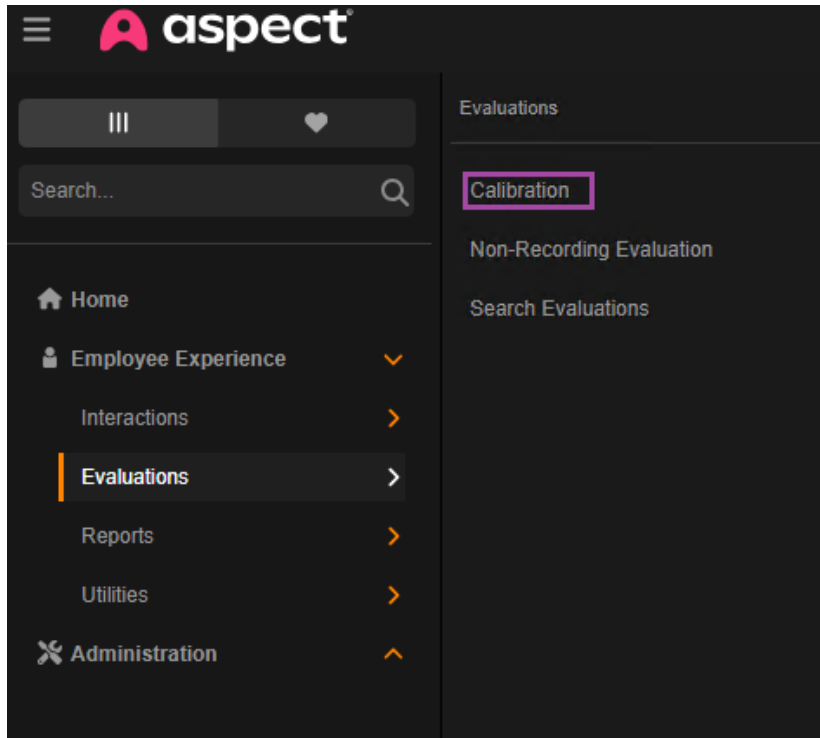 aspect
Search...
Home
Employee Experience
Interactions
Evaluations
Reports
Utilities
Administration
Evaluations
Calibration
Non-Recording Evaluation
Search Evaluations